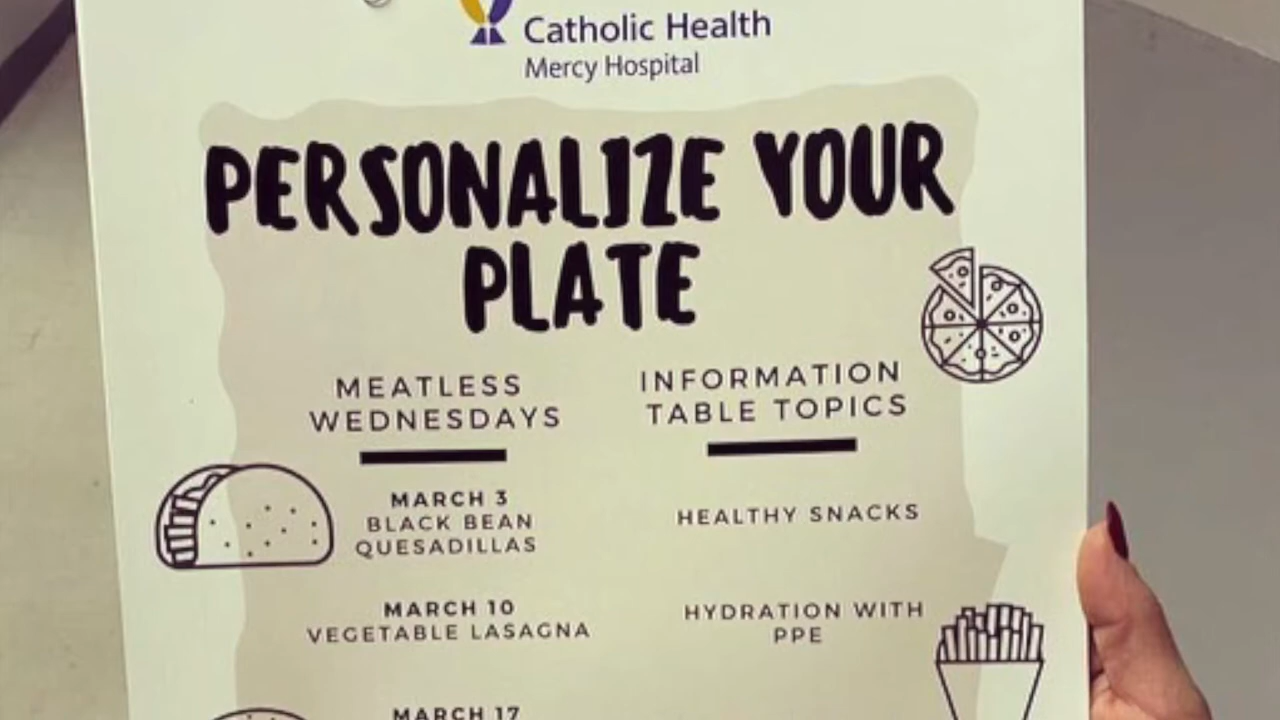 Catholic Health
Mercy Hospital
PERSONALIZE YOUR
PLATE
MEATLESS
WEDNESDAYS
INFORMATION
TABLE TOPICS
MARCH 3
BLACK BEAN
QUESADILLAS
HEALTHY SNACKS
MARCH 10
VEGETABLE LASAGNA
HYDRATION WITH
PPE
MARCH 17